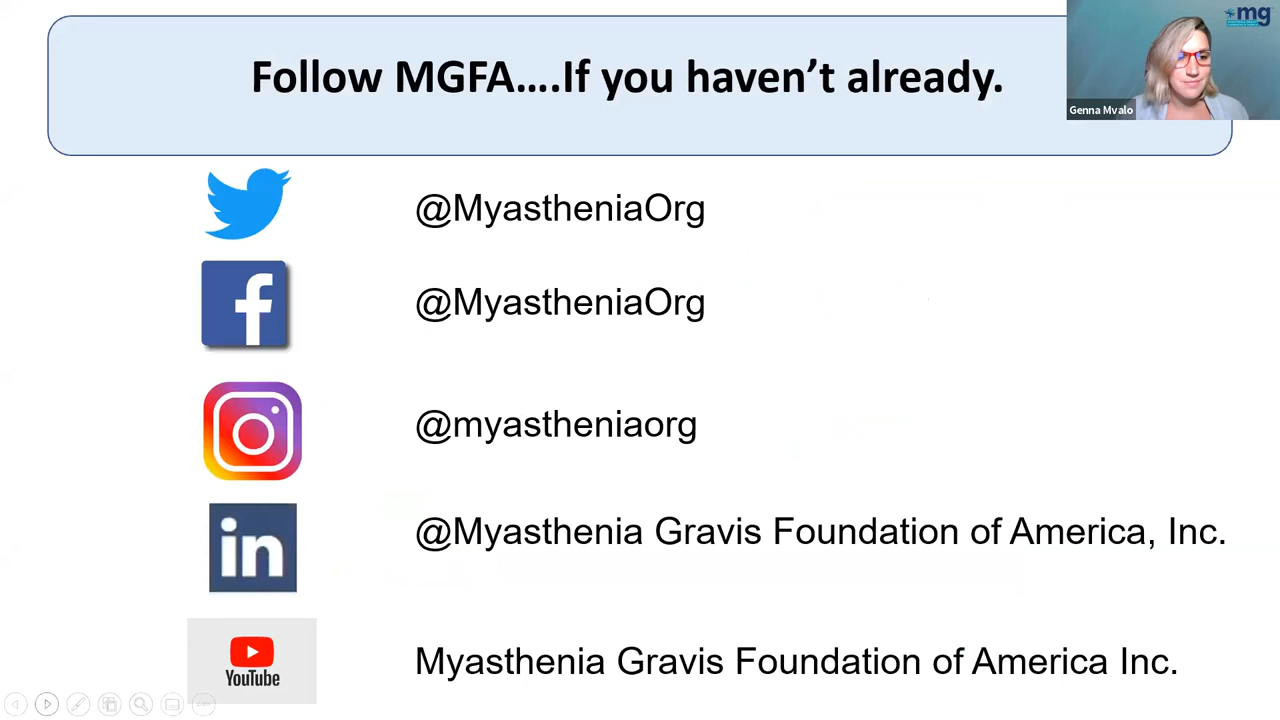 Follow MGFA….If you haven’t already.
mg
Genna Mvalo
@MyastheniaOrg
f
@MyastheniaOrg
@myastheniaorg
in
@Myasthenia Gravis Foundation of America, Inc.
YouTube
Myasthenia Gravis Foundation of America Inc.